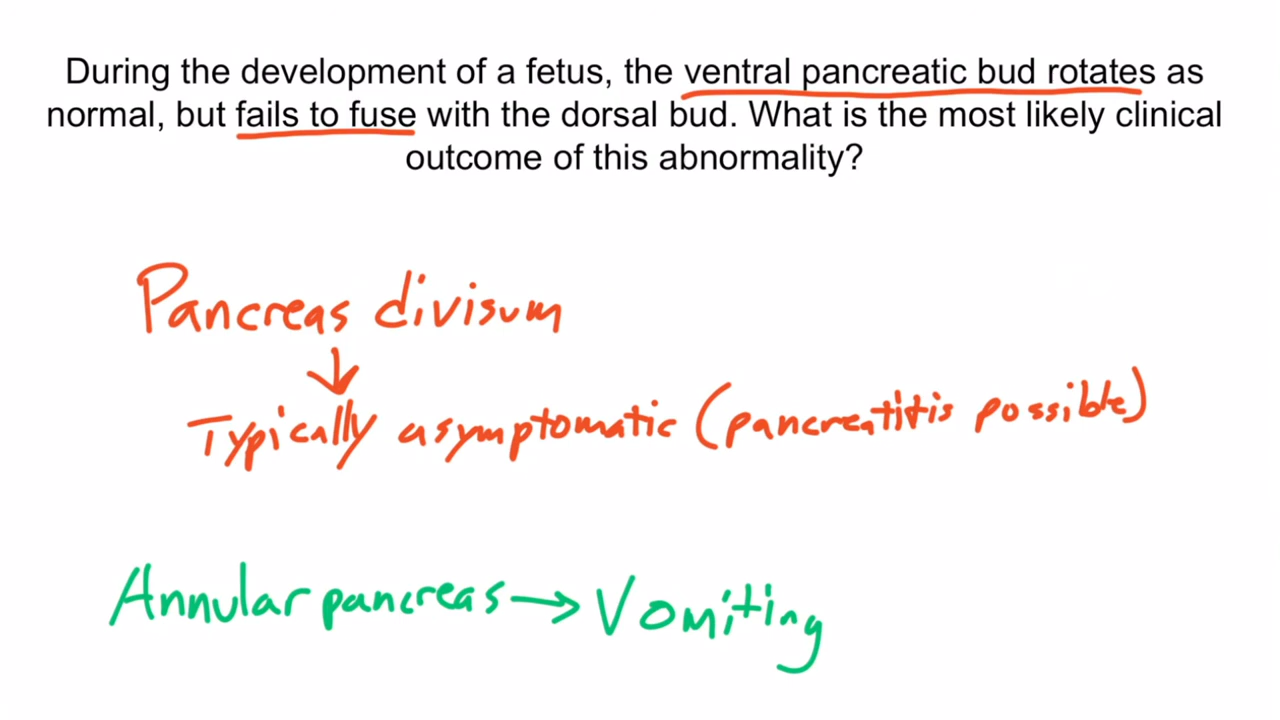 During the development of a fetus, the ventral pancreatic bud rotates as
normal, but fails to fuse with the dorsal bud. What is the most likely clinical
outcome of this abnormality?
Pancreas divisum
↓
Typically asymptomatic (pancreatitis possible)
Annular pancreas → Vomiting